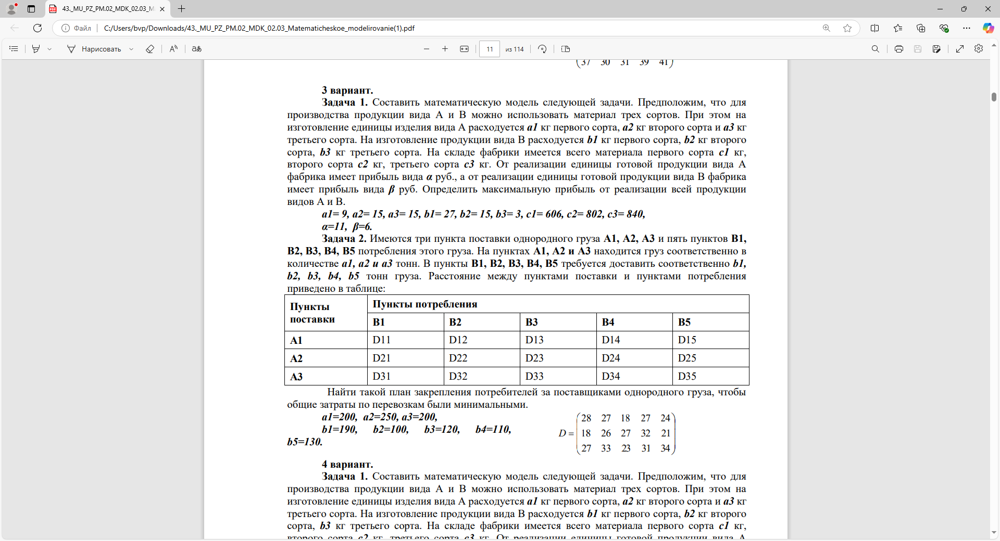 43._MU_PZ_PM.02_MDK_02.03_M
Файл
C:/Users/bvp/Downloads/43._MU_PZ_PM.02_MDK_02.03_Matematicheskoe_modelirovanie(1).pdf
Нарисовать
аあ
11
из 114
37 30 31 39 41
3 вариант.
Задача 1. Составить математическую модель следующей задачи. Предположим, что для
производства продукции вида А и В можно использовать материал трех сортов. При этом на
изготовление единицы изделия вида А расходуется a1 кг первого сорта, a2 кг второго сорта и a3 кг
третьего сорта. На изготовление продукции вида В расходуется b1 кг первого сорта, b2 кг второго
сорта, b3 кг третьего сорта. На складе фабрики имеется всего материала первого сорта c1 кг,
второго сорта c2 кг, третьего сорта c3 кг. От реализации единицы готовой продукции вида А
фабрика имеет прибыль вида α руб., а от реализации единицы готовой продукции вида В фабрика
имеет прибыль вида β руб. Определить максимальную прибыль от реализации всей продукции
видов А и В.
a1= 9, a2= 15, a3= 15, b1= 27, b2= 15, b3= 3, c1= 606, c2= 802, c3= 840,
α=11, β=6.
Задача 2. Имеются три пункта поставки однородного груза А1, А2, А3 и пять пунктов В1,
В2, В3, В4, В5 потребления этого груза. На пунктах А1, А2 и А3 находится груз соответственно в
количестве a1, a2 и a3 тонн. В пункты В1, В2, В3, В4, В5 требуется доставить соответственно b1,
b2, b3, b4, b5 тонн груза. Расстояние между пунктами поставки и пунктами потребления
приведено в таблице:
Пункты поставки
Пункты потребления
В1 В2 В3 В4 В5
А1 D11 D12 D13 D14 D15
А2 D21 D22 D23 D24 D25
А3 D31 D32 D33 D34 D35
Найти такой план закрепления потребителей за поставщиками однородного груза, чтобы
общие затраты по перевозкам были минимальными.
a1=200, a2=250, a3=200,
b1=190, b2=100, b3=120, b4=110,
b5=130.
28 27 18 27 24
D = 18 26 27 32 21
27 33 23 31 34
4 вариант.
Задача 1. Составить математическую модель следующей задачи. Предположим, что для
производства продукции вида А и В можно использовать материал трех сортов. При этом на
изготовление единицы изделия вида А расходуется a1 кг первого сорта, a2 кг второго сорта и a3 кг
третьего сорта. На изготовление продукции вида В расходуется b1 кг первого сорта, b2 кг второго
сорта, b3 кг третьего сорта. На складе фабрики имеется всего материала первого сорта c1 кг,
второго сорта c2 кг, третьего сорта c3 кг. От реализации единицы готовой продукции вида А